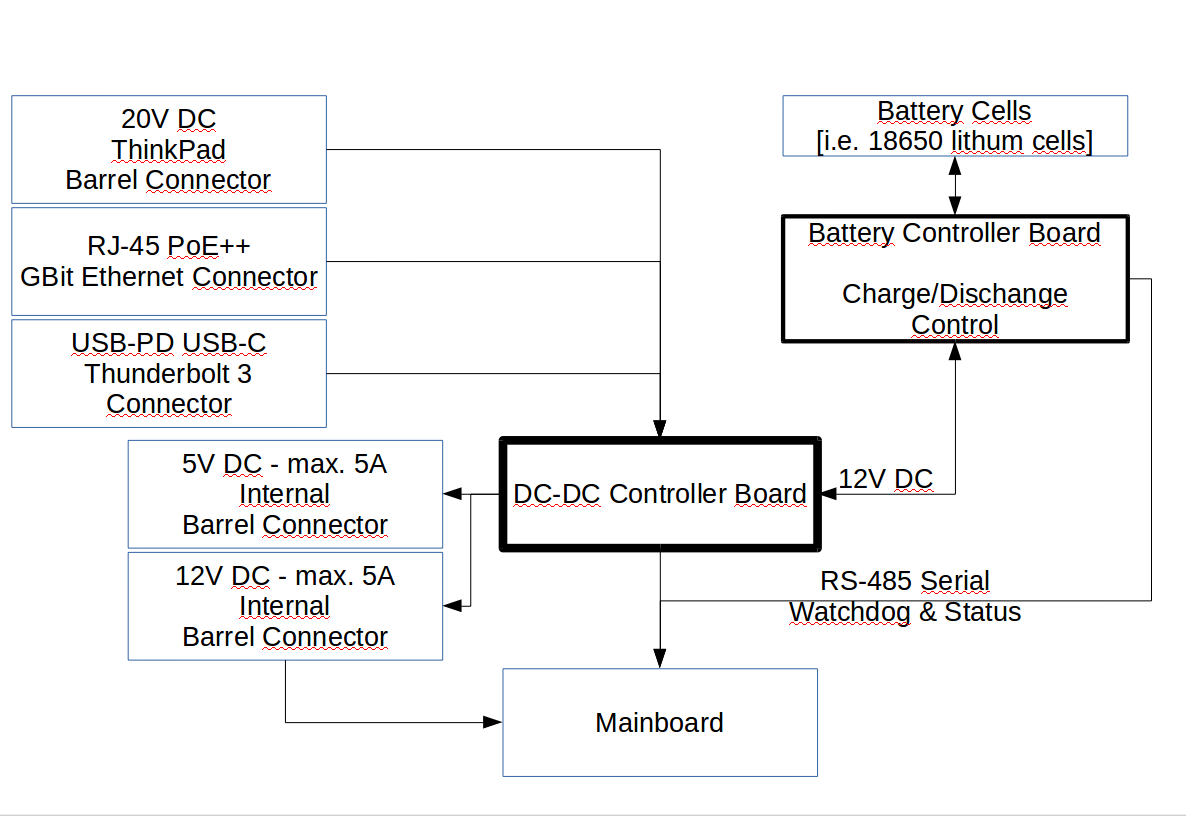 20V DC
ThinkPad
Barrel Connector
RJ-45 PoE++
GBit Ethernet Connector
USB-PD USB-C
Thunderbolt 3
Connector
5V DC - max. 5A
Internal
Barrel Connector
12V DC - max. 5A
Internal
Barrel Connector
DC-DC Controller Board
Battery Cells
[i.e. 18650 lithum cells]
Battery Controller Board
Charge/Dischange
Control
12V DC
RS-485 Serial
Watchdog & Status
Mainboard